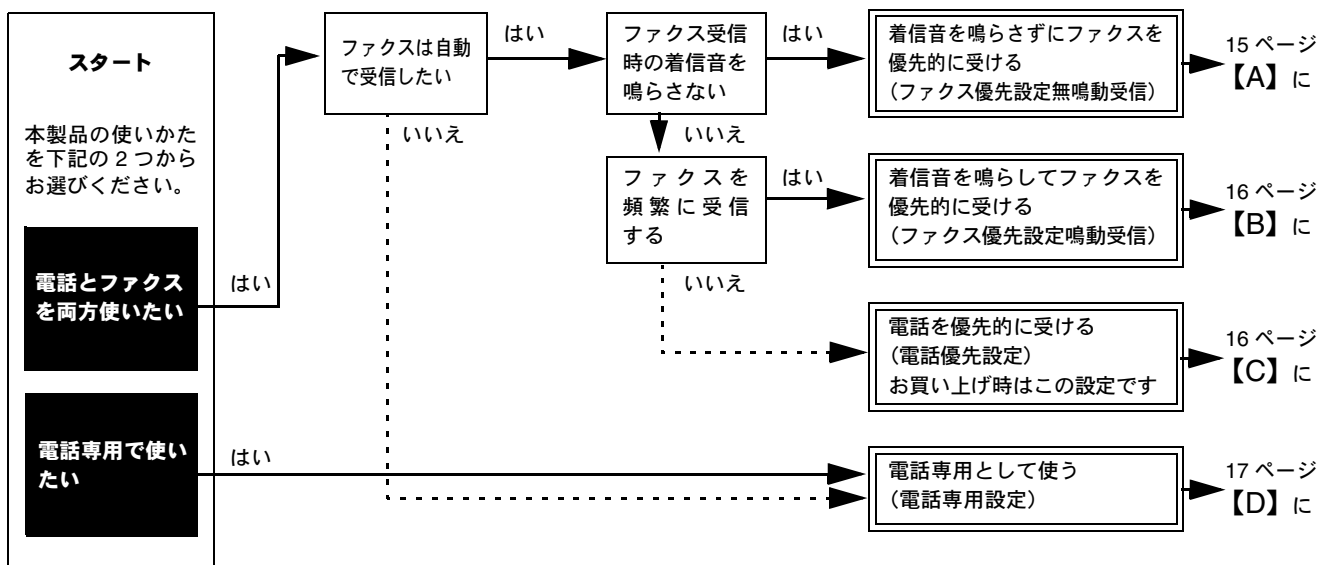 スタート
本製品の使いかた
を下記の2つから
お選びください。
電話とファクス
を両方使いたい
はい
電話専用で使い
たい
はい
ファクスは自動
で受信したい
はい
いいえ
ファクス受信
時の着信音を
鳴らさない
はい
いいえ
ファクスを
頻繁に受信
する
はい
いいえ
着信音を鳴らさずにファクスを
優先的に受ける
（ファクス優先設定無鳴動受信）
15 ページ
【A】に
着信音を鳴らしてファクスを
優先的に受ける
（ファクス優先設定鳴動受信）
16 ページ
【B】に
電話を優先的に受ける
（電話優先設定）
お買い上げ時はこの設定です
16 ページ
【C】に
電話専用として使う
（電話専用設定）
17 ページ
【D】に